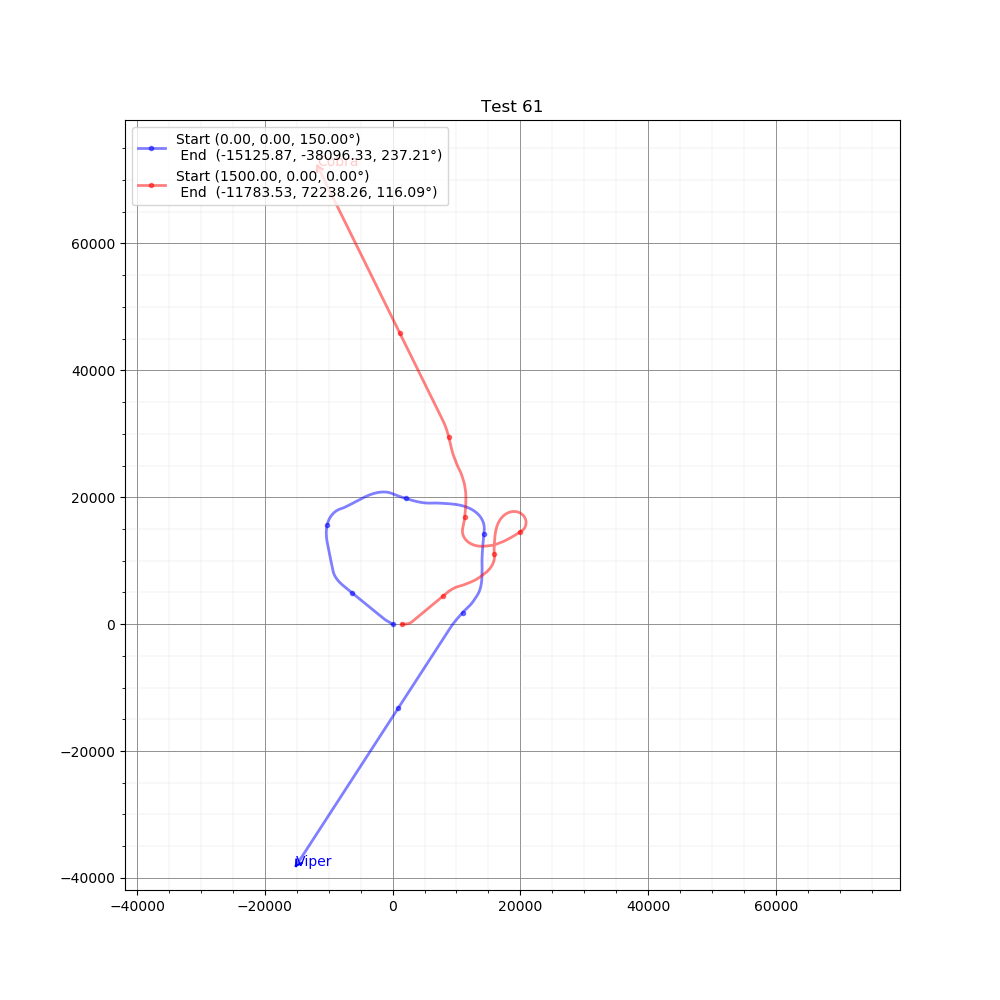 Test 61
Start (0.00, 0.00, 150.00°)
End (-15125.87, -38096.33, 237.21°)
Start (1500.00, 0.00, 0.00°)
End (-11783.53, 72238.26, 116.09°)
Cobra
60000
40000
20000
0
−20000
−40000
Viper
−40000 −20000 0 20000 40000 60000